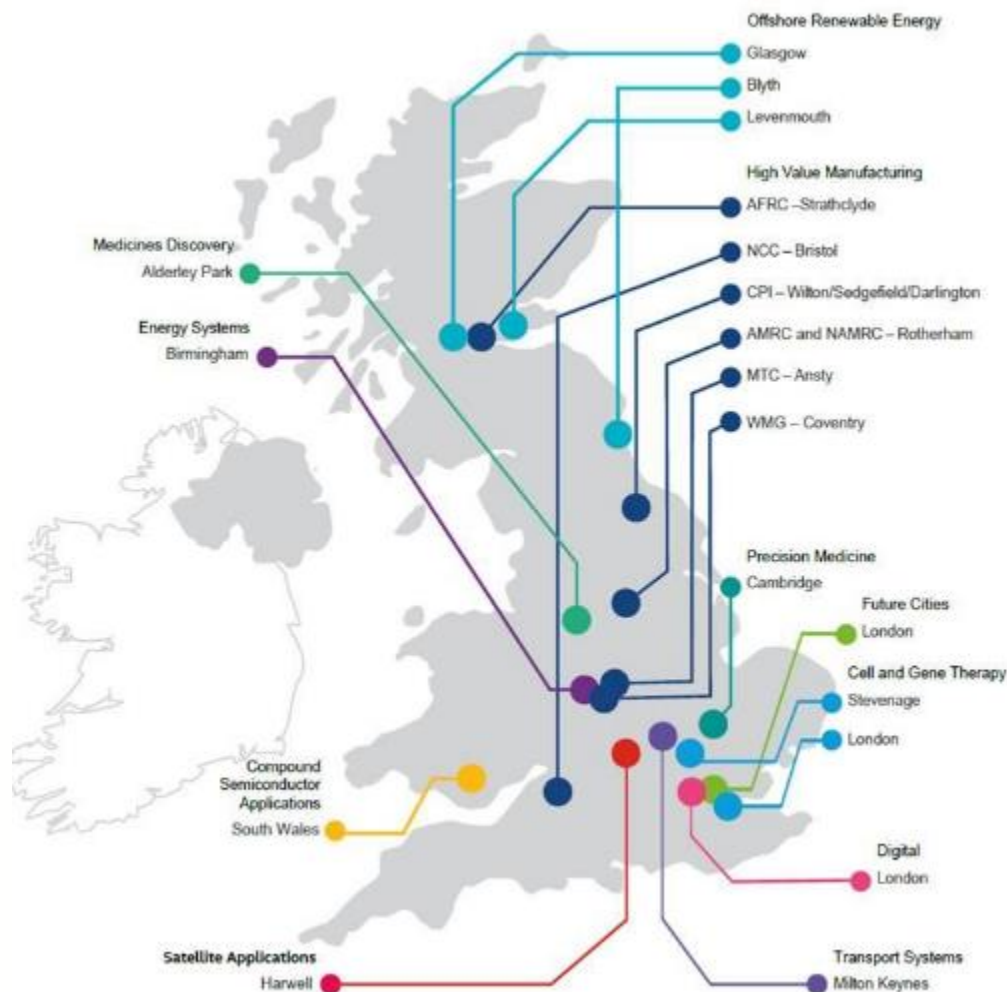 Offshore Renewable Energy
Glasgow
Blyth
Levenmouth
High Value Manufacturing
AFRC –Strathclyde
NCC – Bristol
CPI – Wilton/Sedgefield/Darlington
AMRC and NAMRC – Rotherham
MTC – Ansty
WMG – Coventry
Medicines Discovery
Alderley Park
Energy Systems
Birmingham
Precision Medicine
Cambridge
Future Cities
London
Cell and Gene Therapy
Stevenage
London
Compound
Semiconductor
Applications
South Wales
Digital
London
Satellite Applications
Harwell
Transport Systems
Milton Keynes